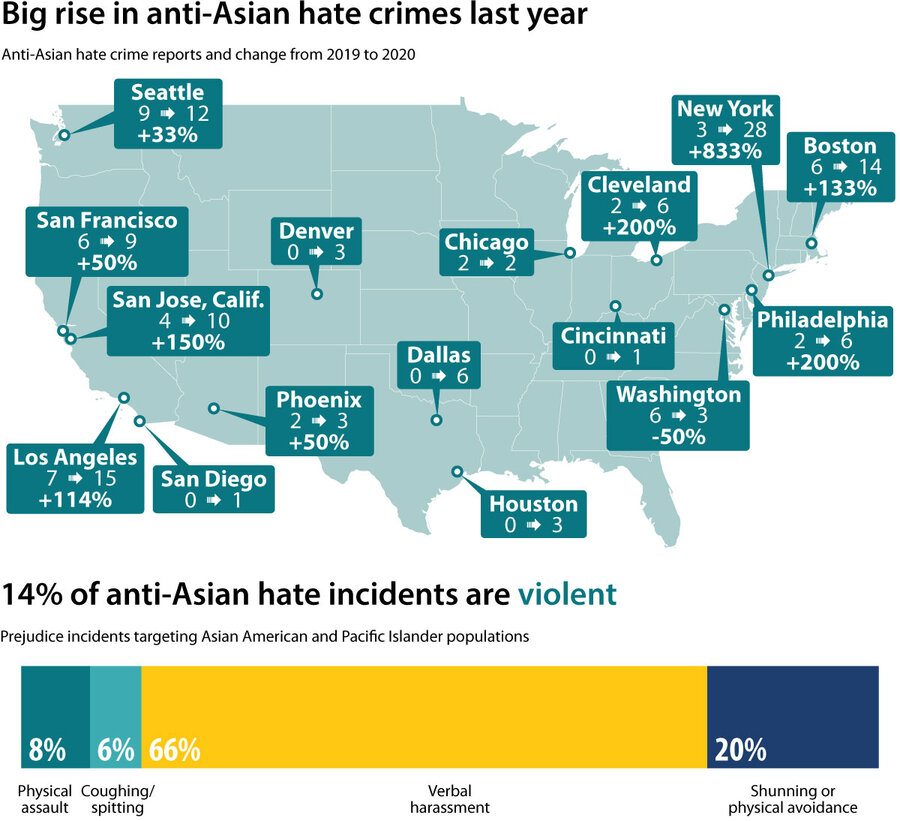 Big rise in anti-Asian hate crimes last year
Anti-Asian hate crime reports and change from 2019 to 2020
Seattle
9 ➡ 12
+33%
New York
3 ➡ 28
+833%
Boston
6 ➡ 14
+133%
Cleveland
2 ➡ 6
+200%
San Francisco
6 ➡ 9
+50%
Denver
0 ➡ 3
Chicago
2 ➡ 2
San Jose, Calif.
4 ➡ 10
+150%
Philadelphia
2 ➡ 6
+200%
Cincinnati
0 ➡ 1
Dallas
0 ➡ 6
Washington
6 ➡ 3
-50%
Phoenix
2 ➡ 3
+50%
Los Angeles
7 ➡ 15
+114%
San Diego
0 ➡ 1
Houston
0 ➡ 3
14% of anti-Asian hate incidents are violent
Prejudice incidents targeting Asian American and Pacific Islander populations
8% 6% 66% 20%
Physical
assault
Coughing/
spitting
Verbal
harassment
Shunning or
physical avoidance